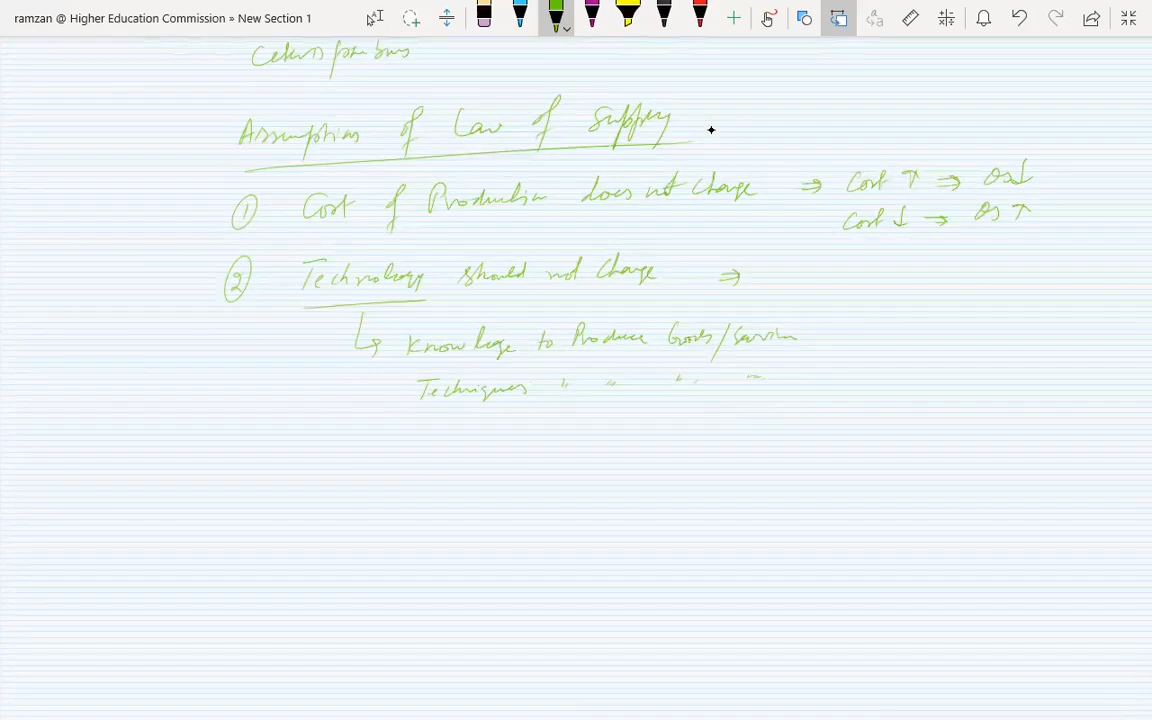 ramzan @ Higher Education Commission » New Section 1
Assumptions of Law of Supply
① Cost of Production does not change ⇒ Cost ↑ ⇒ Qs↓
Cost ↓ → Qs ↑
② Technology should not change ⇒
↳ Knowledge to Produce Goods/Services
Techniques " " " "